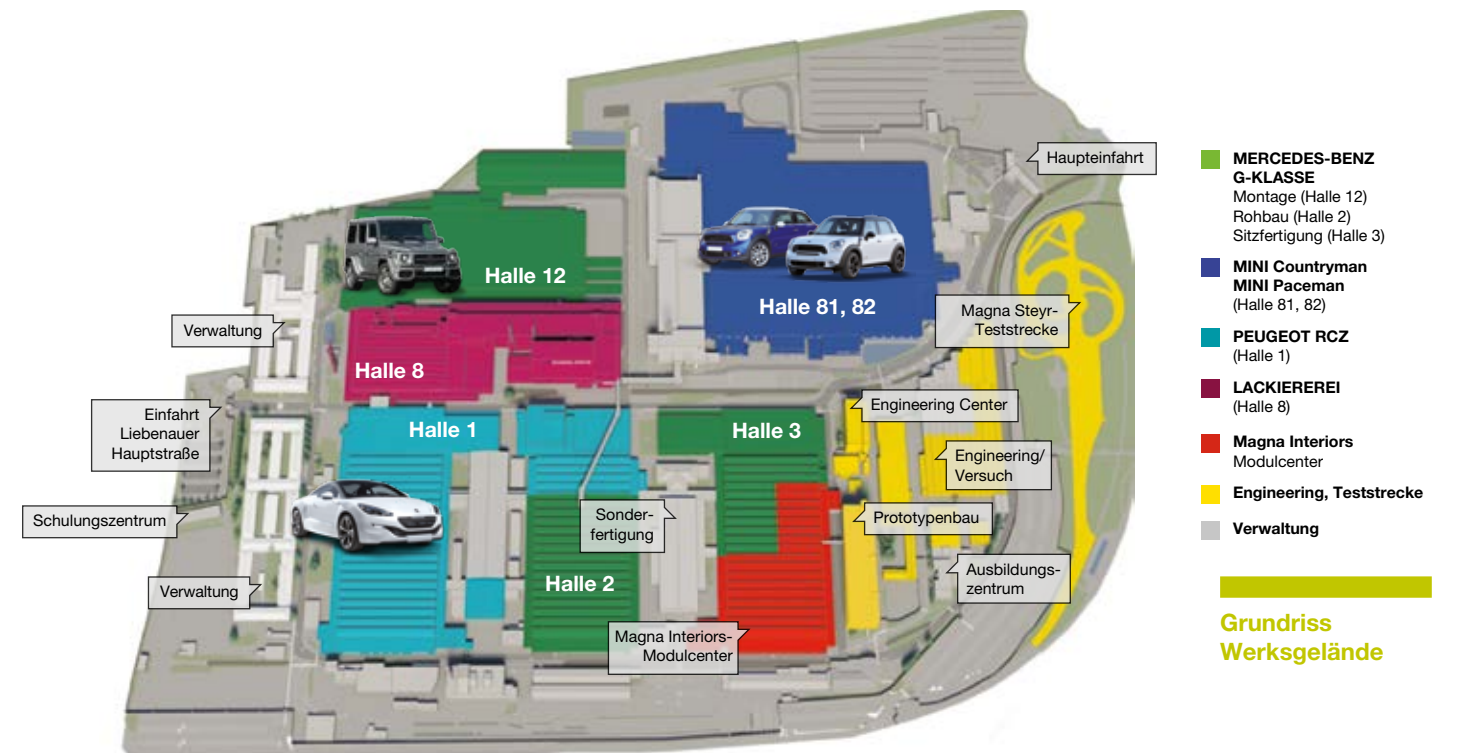 Haupteinfahrt
Halle 12
Halle 81, 82
Magna Steyr-
Teststrecke
Verwaltung
Halle 8
Einfahrt
Liebenauer
Hauptstraße
Halle 1
Halle 3
Engineering Center
Engineering/
Versuch
Schulungszentrum
Sonder-
fertigung
Prototypenbau
Verwaltung
Halle 2
Ausbildungs-
zentrum
Magna Interiors-
Modulcenter
MERCEDES-BENZ
G-KLASSE
Montage (Halle 12)
Rohbau (Halle 2)
Sitzfertigung (Halle 3)
MINI Countryman
MINI Paceman
(Halle 81, 82)
PEUGEOT RCZ
(Halle 1)
LACKIEREREI
(Halle 8)
Magna Interiors
Modulcenter
Engineering, Teststrecke
Verwaltung
Grundriss
Werksgelände